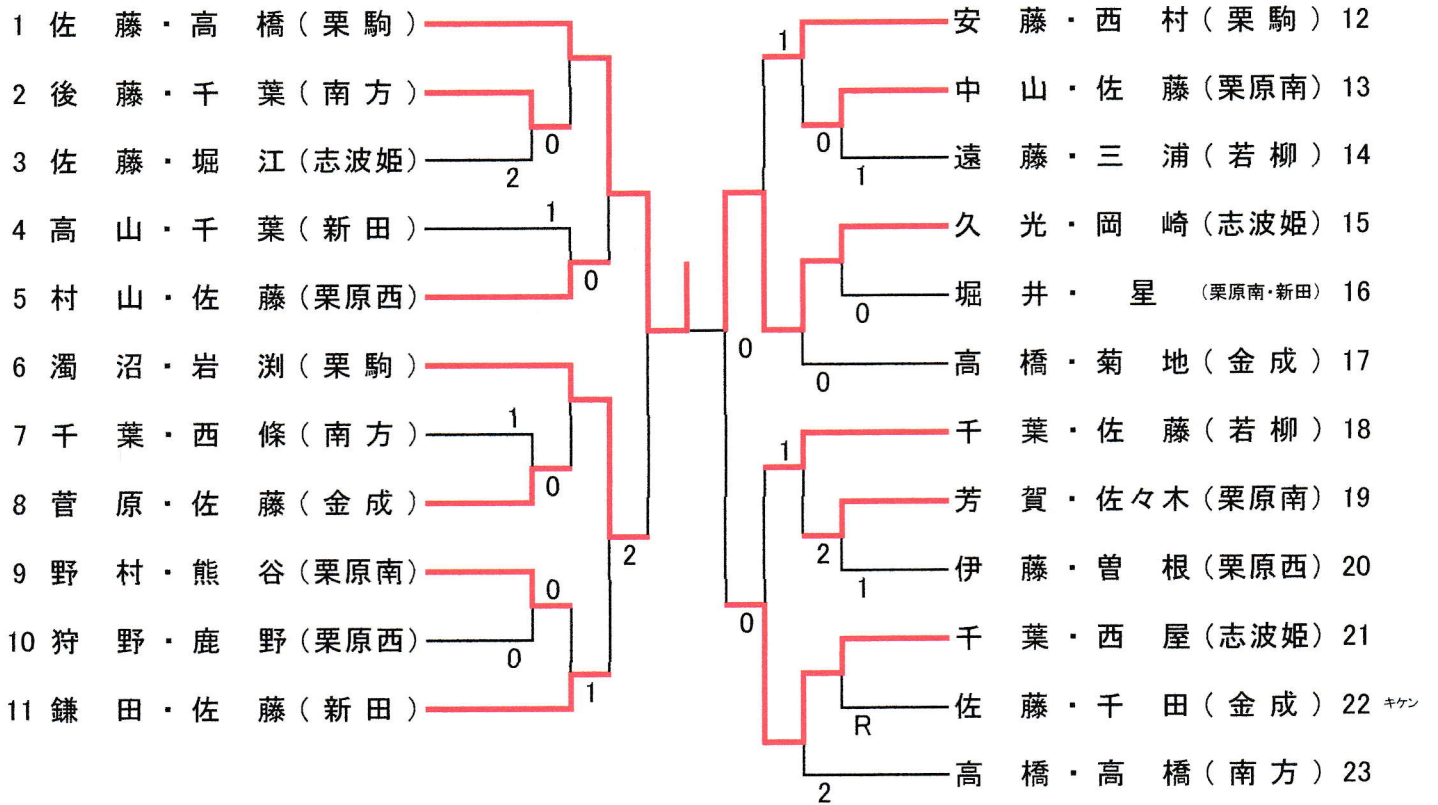 1 佐藤・高橋(栗駒)
2 後藤・千葉(南方)
0
3 佐藤・堀江(志波姫)
2
1
4 高山・千葉(新田)
0
5 村山・佐藤(栗原西)
6 濁沼・岩渕(栗駒)
1
7 千葉・西條(南方)
0
8 菅原・佐藤(金成)
2
9 野村・熊谷(栗原南)
0
10 狩野・鹿野(栗原西)
0
1
11 鎌田・佐藤(新田)
安藤・西村(栗駒) 12
1
中山・佐藤(栗原南) 13
0
遠藤・三浦(若柳) 14
1
久光・岡崎(志波姫) 15
堀井・星(栗原南・新田) 16
0
0
高橋・菊地(金成) 17
0
千葉・佐藤(若柳) 18
1
芳賀・佐々木(栗原南) 19
2
伊藤・曽根(栗原西) 20
1
0
千葉・西屋(志波姫) 21
佐藤・千田(金成) 22 キケン
R
高橋・高橋(南方) 23
2